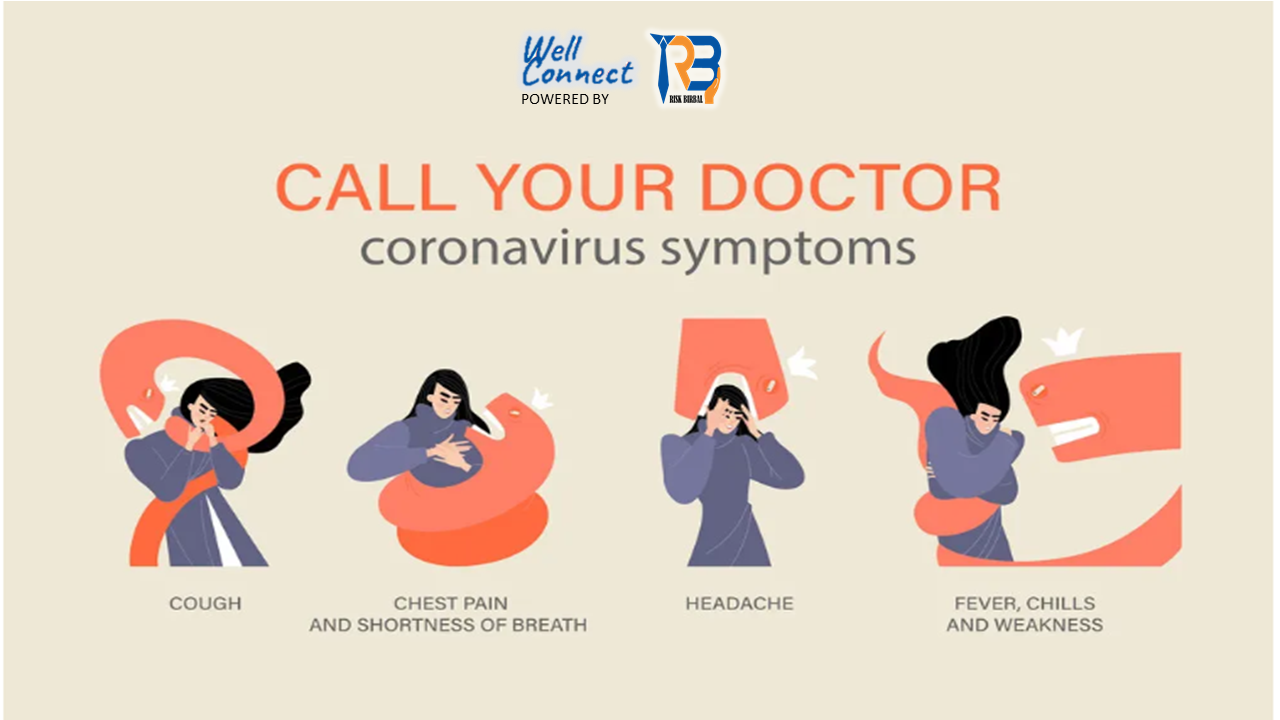 Well
Connect
POWERED BY
RB
RISK BIRBAL
CALL YOUR DOCTOR
coronavirus symptoms
COUGH
CHEST PAIN
AND SHORTNESS OF BREATH
HEADACHE
FEVER, CHILLS
AND WEAKNESS